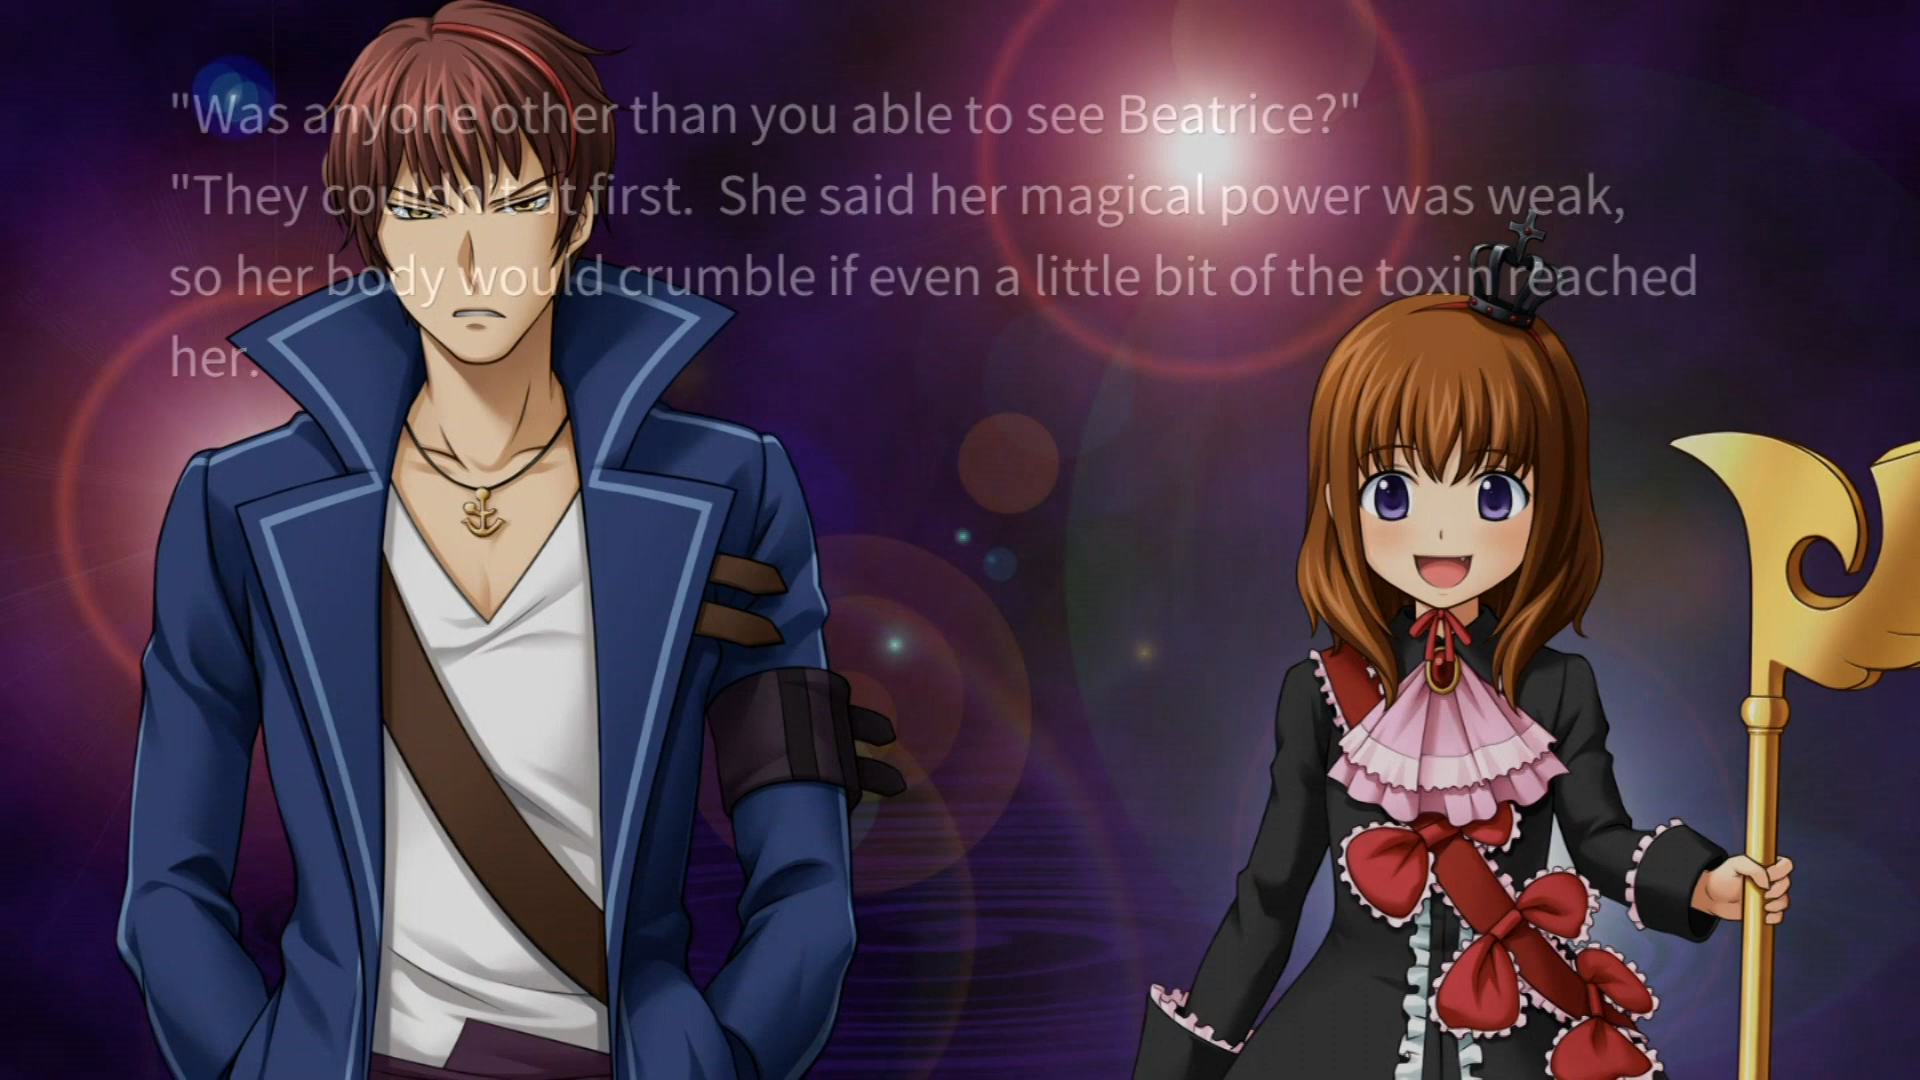 "Was anyone other than you able to see Beatrice?"
"They couldn't at first.  She said her magical power was weak,
so her body would crumble if even a little bit of the toxin reached
her.